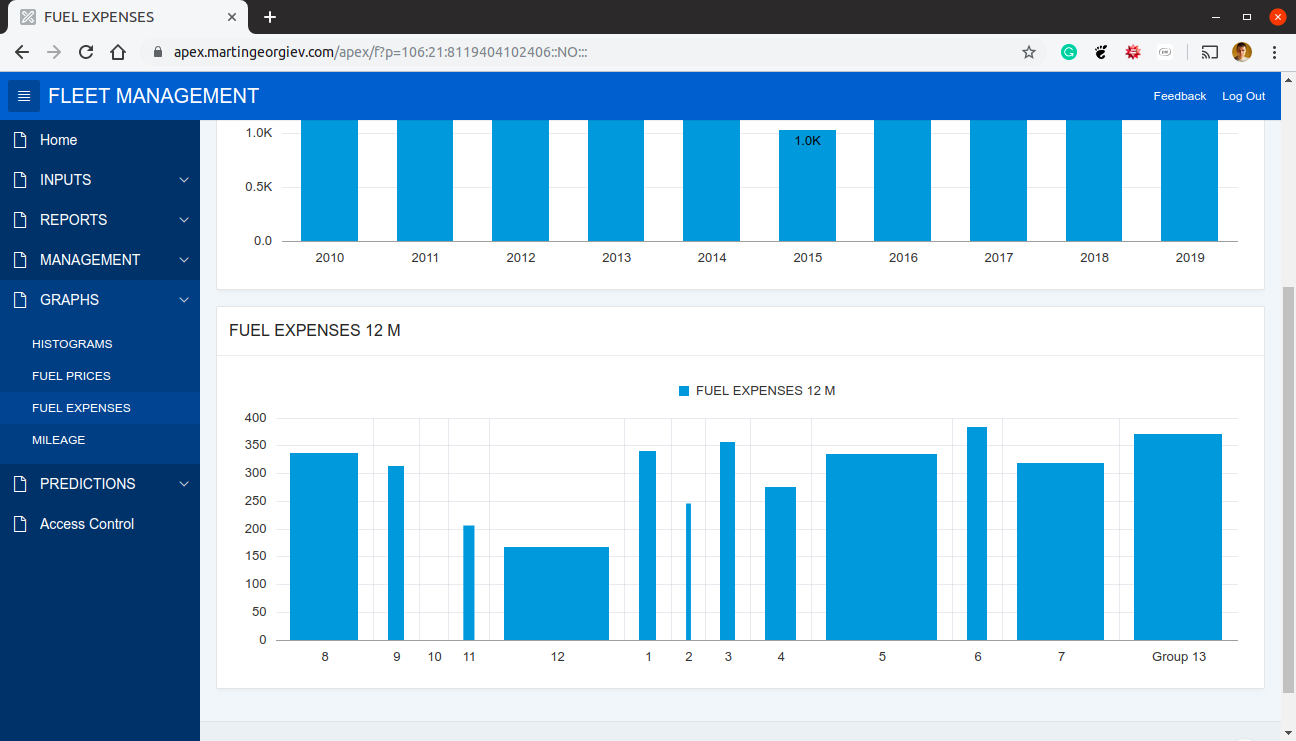 FUEL EXPENSES
apex.martingeorgiev.com/apex/f?p=106:21:8119404102406::NO:::
FLEET MANAGEMENT
Feedback Log Out
Home
INPUTS
REPORTS
MANAGEMENT
GRAPHS
HISTOGRAMS
FUEL PRICES
FUEL EXPENSES
MILEAGE
PREDICTIONS
Access Control
1.0K
1.0K
0.5K
0.0
2010 2011 2012 2013 2014 2015 2016 2017 2018 2019
FUEL EXPENSES 12 M
FUEL EXPENSES 12 M
400
350
300
250
200
150
100
50
0
8 9 10 11 12 1 2 3 4 5 6 7 Group 13